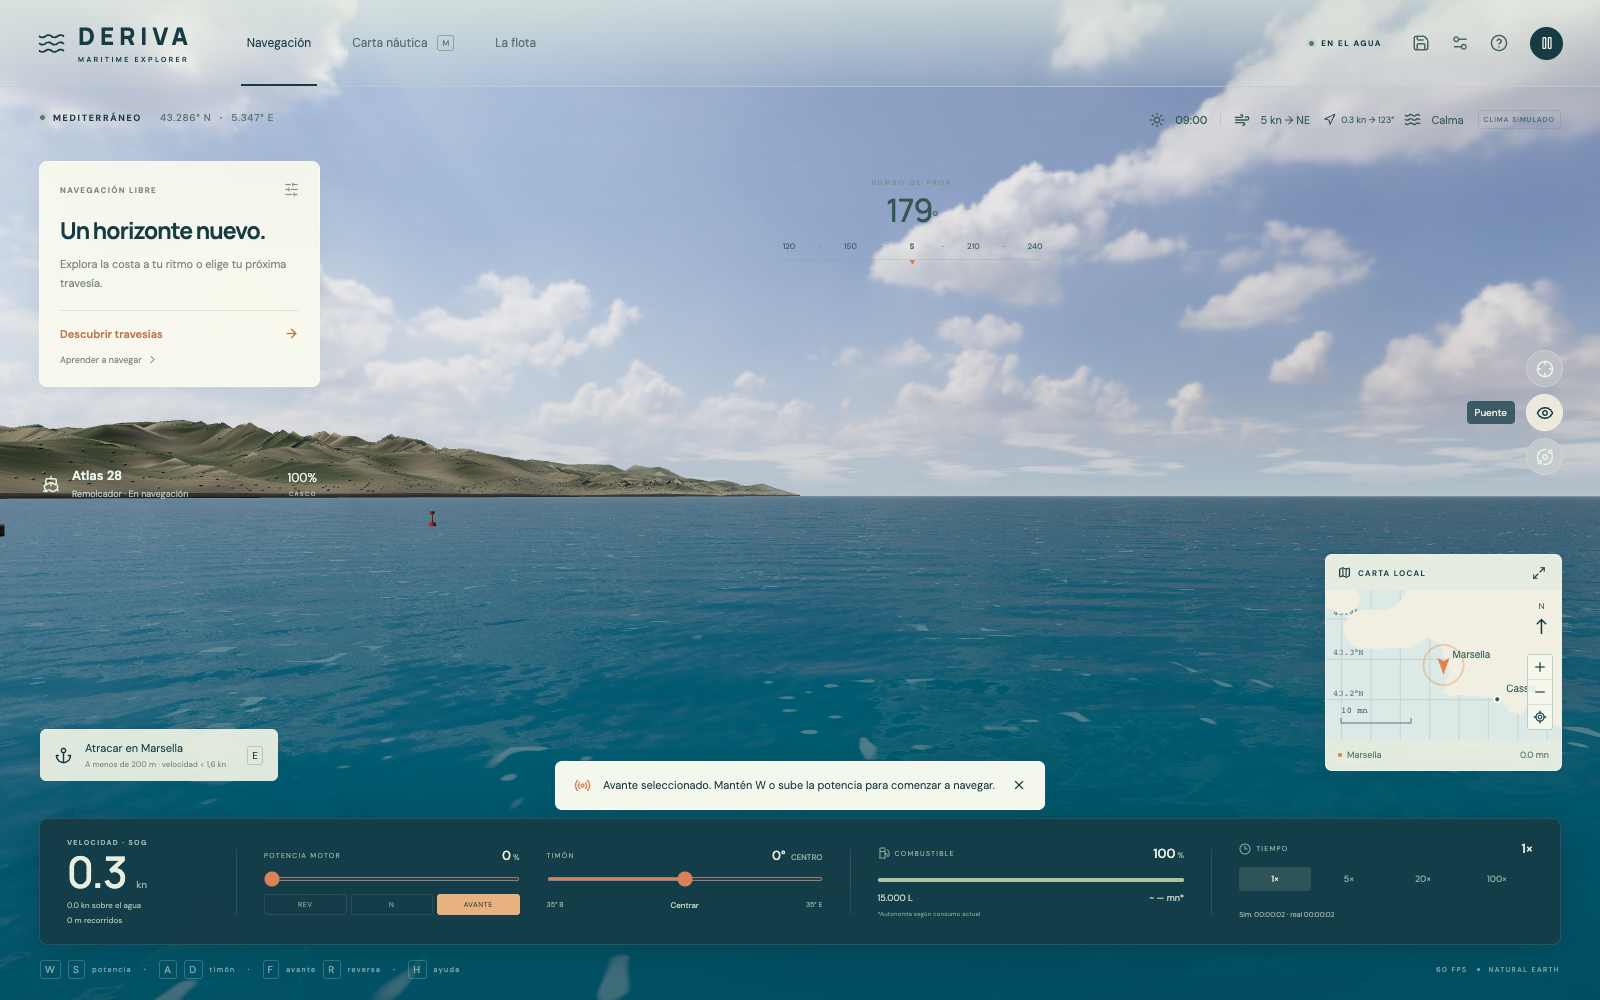 DERIVA
MARITIME EXPLORER
Navegación
Carta náutica M
La flota
EN EL AGUA
MEDITERRÁNEO 43.286° N · 5.347° E
09:00 5 kn → NE 0.3 kn → 123° Calma CLIMA SIMULADO
NAVEGACIÓN LIBRE
Un horizonte nuevo.
Explora la costa a tu ritmo o elige tu próxima
travesía.
Descubrir travesías
Aprender a navegar
RUMBO DE PROA
179°
120 · 150 · S · 210 · 240
Puente
Atlas 28
Remolcador · En navegación
100%
CASCO
CARTA LOCAL
N
43.3°N
Marsella
43.2°N
Cass
10 mn
Marsella 0.0 mn
Atracar en Marsella
A menos de 200 m · velocidad < 1,6 kn
E
Avante seleccionado. Mantén W o sube la potencia para comenzar a navegar.
VELOCIDAD · SOG
0.3 kn
0.0 kn sobre el agua
0 m recorridos
POTENCIA MOTOR 0 %
REV N AVANTE
TIMÓN 0° CENTRO
35° B Centrar 35° E
COMBUSTIBLE 100 %
15.000 L ~ — mn*
*Autonomía según consumo actual
TIEMPO 1×
1× 5× 20× 100×
Sim. 00:00:02 · real 00:00:02
W S potencia · A D timón · F avante R reversa · H ayuda
60 FPS • NATURAL EARTH